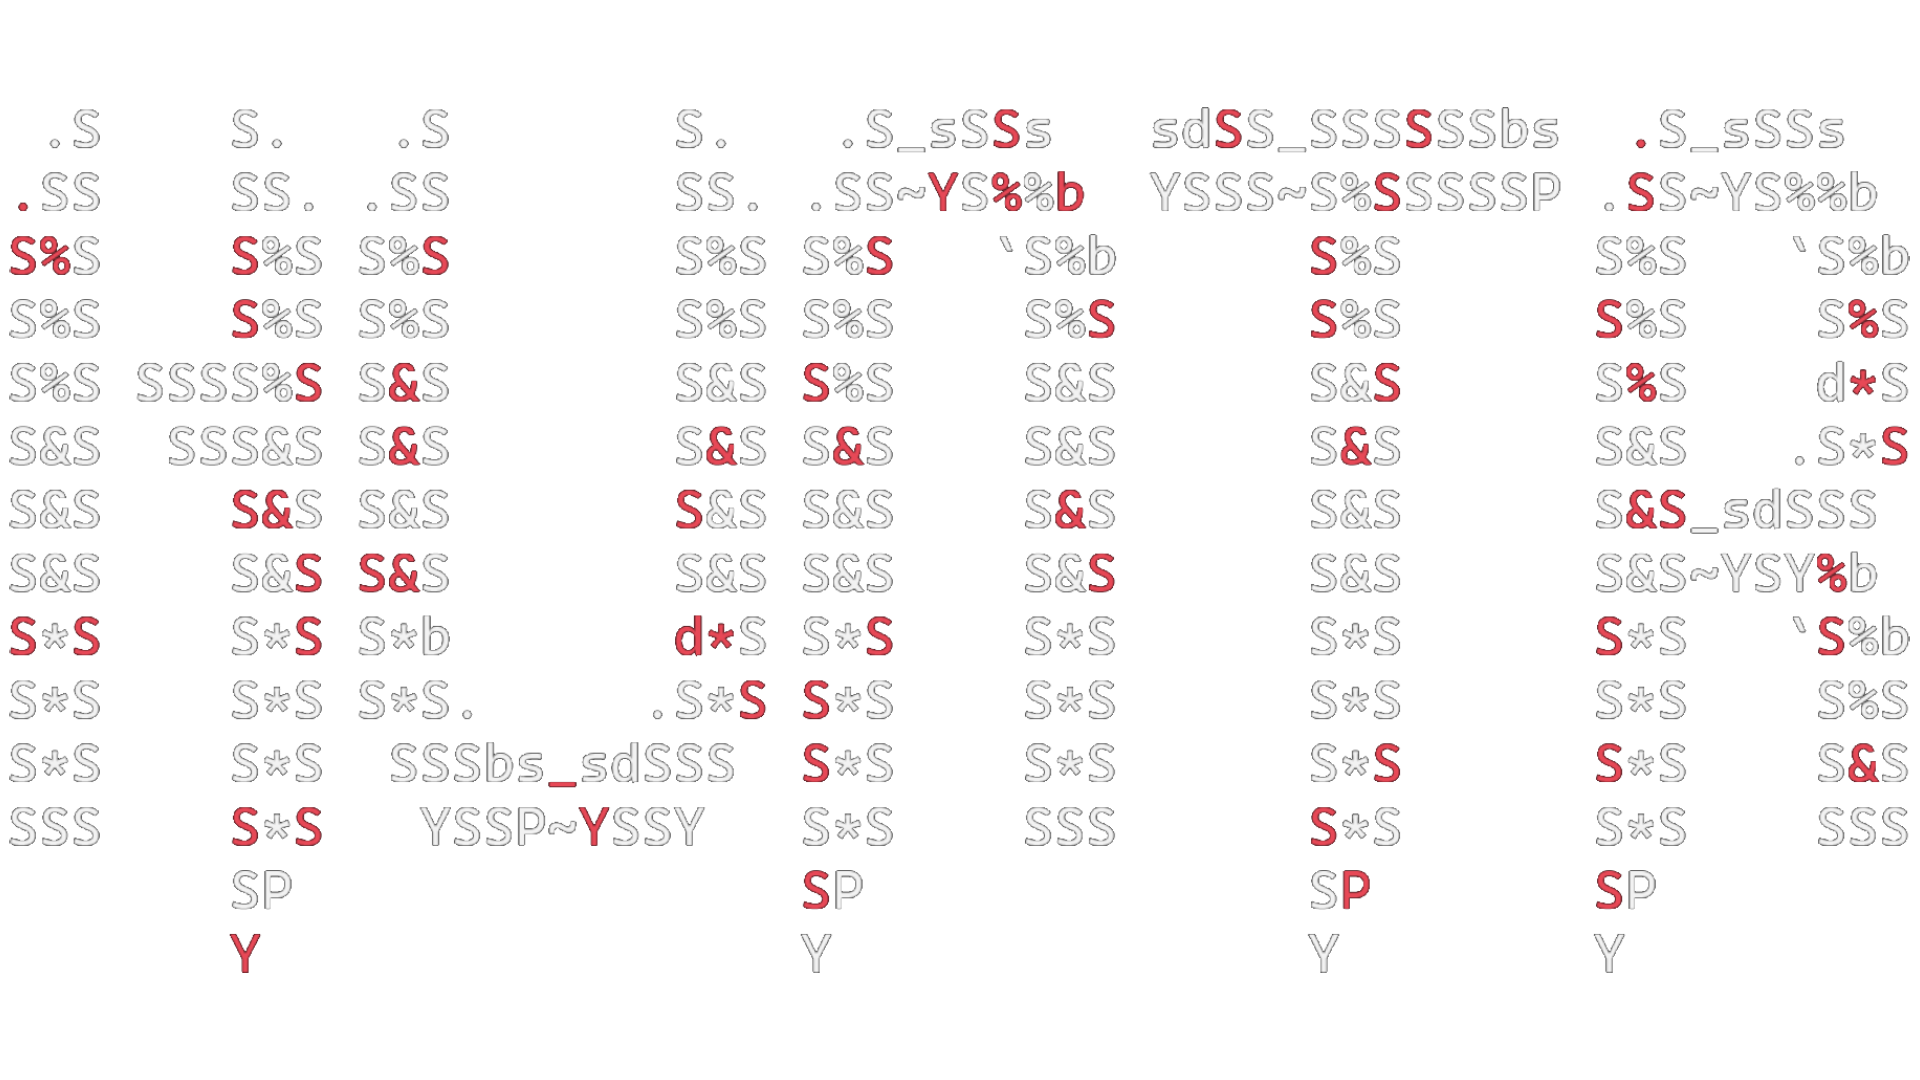 .S    S.   .S       S.   .S_sSSs   sdSS_SSSSSSbs  .S_sSSs
.SS    SS. .SS       SS. .SS~YS%%b  YSSS~S%SSSSSP .SS~YS%%b
S%S    S%S S%S       S%S S%S   `S%b      S%S      S%S   `S%b
S%S    S%S S%S       S%S S%S    S%S      S%S      S%S    S%S
S%S SSSS%S S&S       S&S S%S    S&S      S&S      S%S    d*S
S&S  SSS&S S&S       S&S S&S    S&S      S&S      S&S   .S*S
S&S    S&S S&S       S&S S&S    S&S      S&S      S&S_sdSSS
S&S    S&S S&S       S&S S&S    S&S      S&S      S&S~YSY%b
S*S    S*S S*b       d*S S*S    S*S      S*S      S*S   `S%b
S*S    S*S S*S.     .S*S S*S    S*S      S*S      S*S    S%S
S*S    S*S  SSSbs_sdSSS  S*S    S*S      S*S      S*S    S&S
SSS    S*S   YSSP~YSSY   S*S    SSS      S*S      S*S    SSS
       SP                SP              SP       SP
       Y                 Y               Y        Y